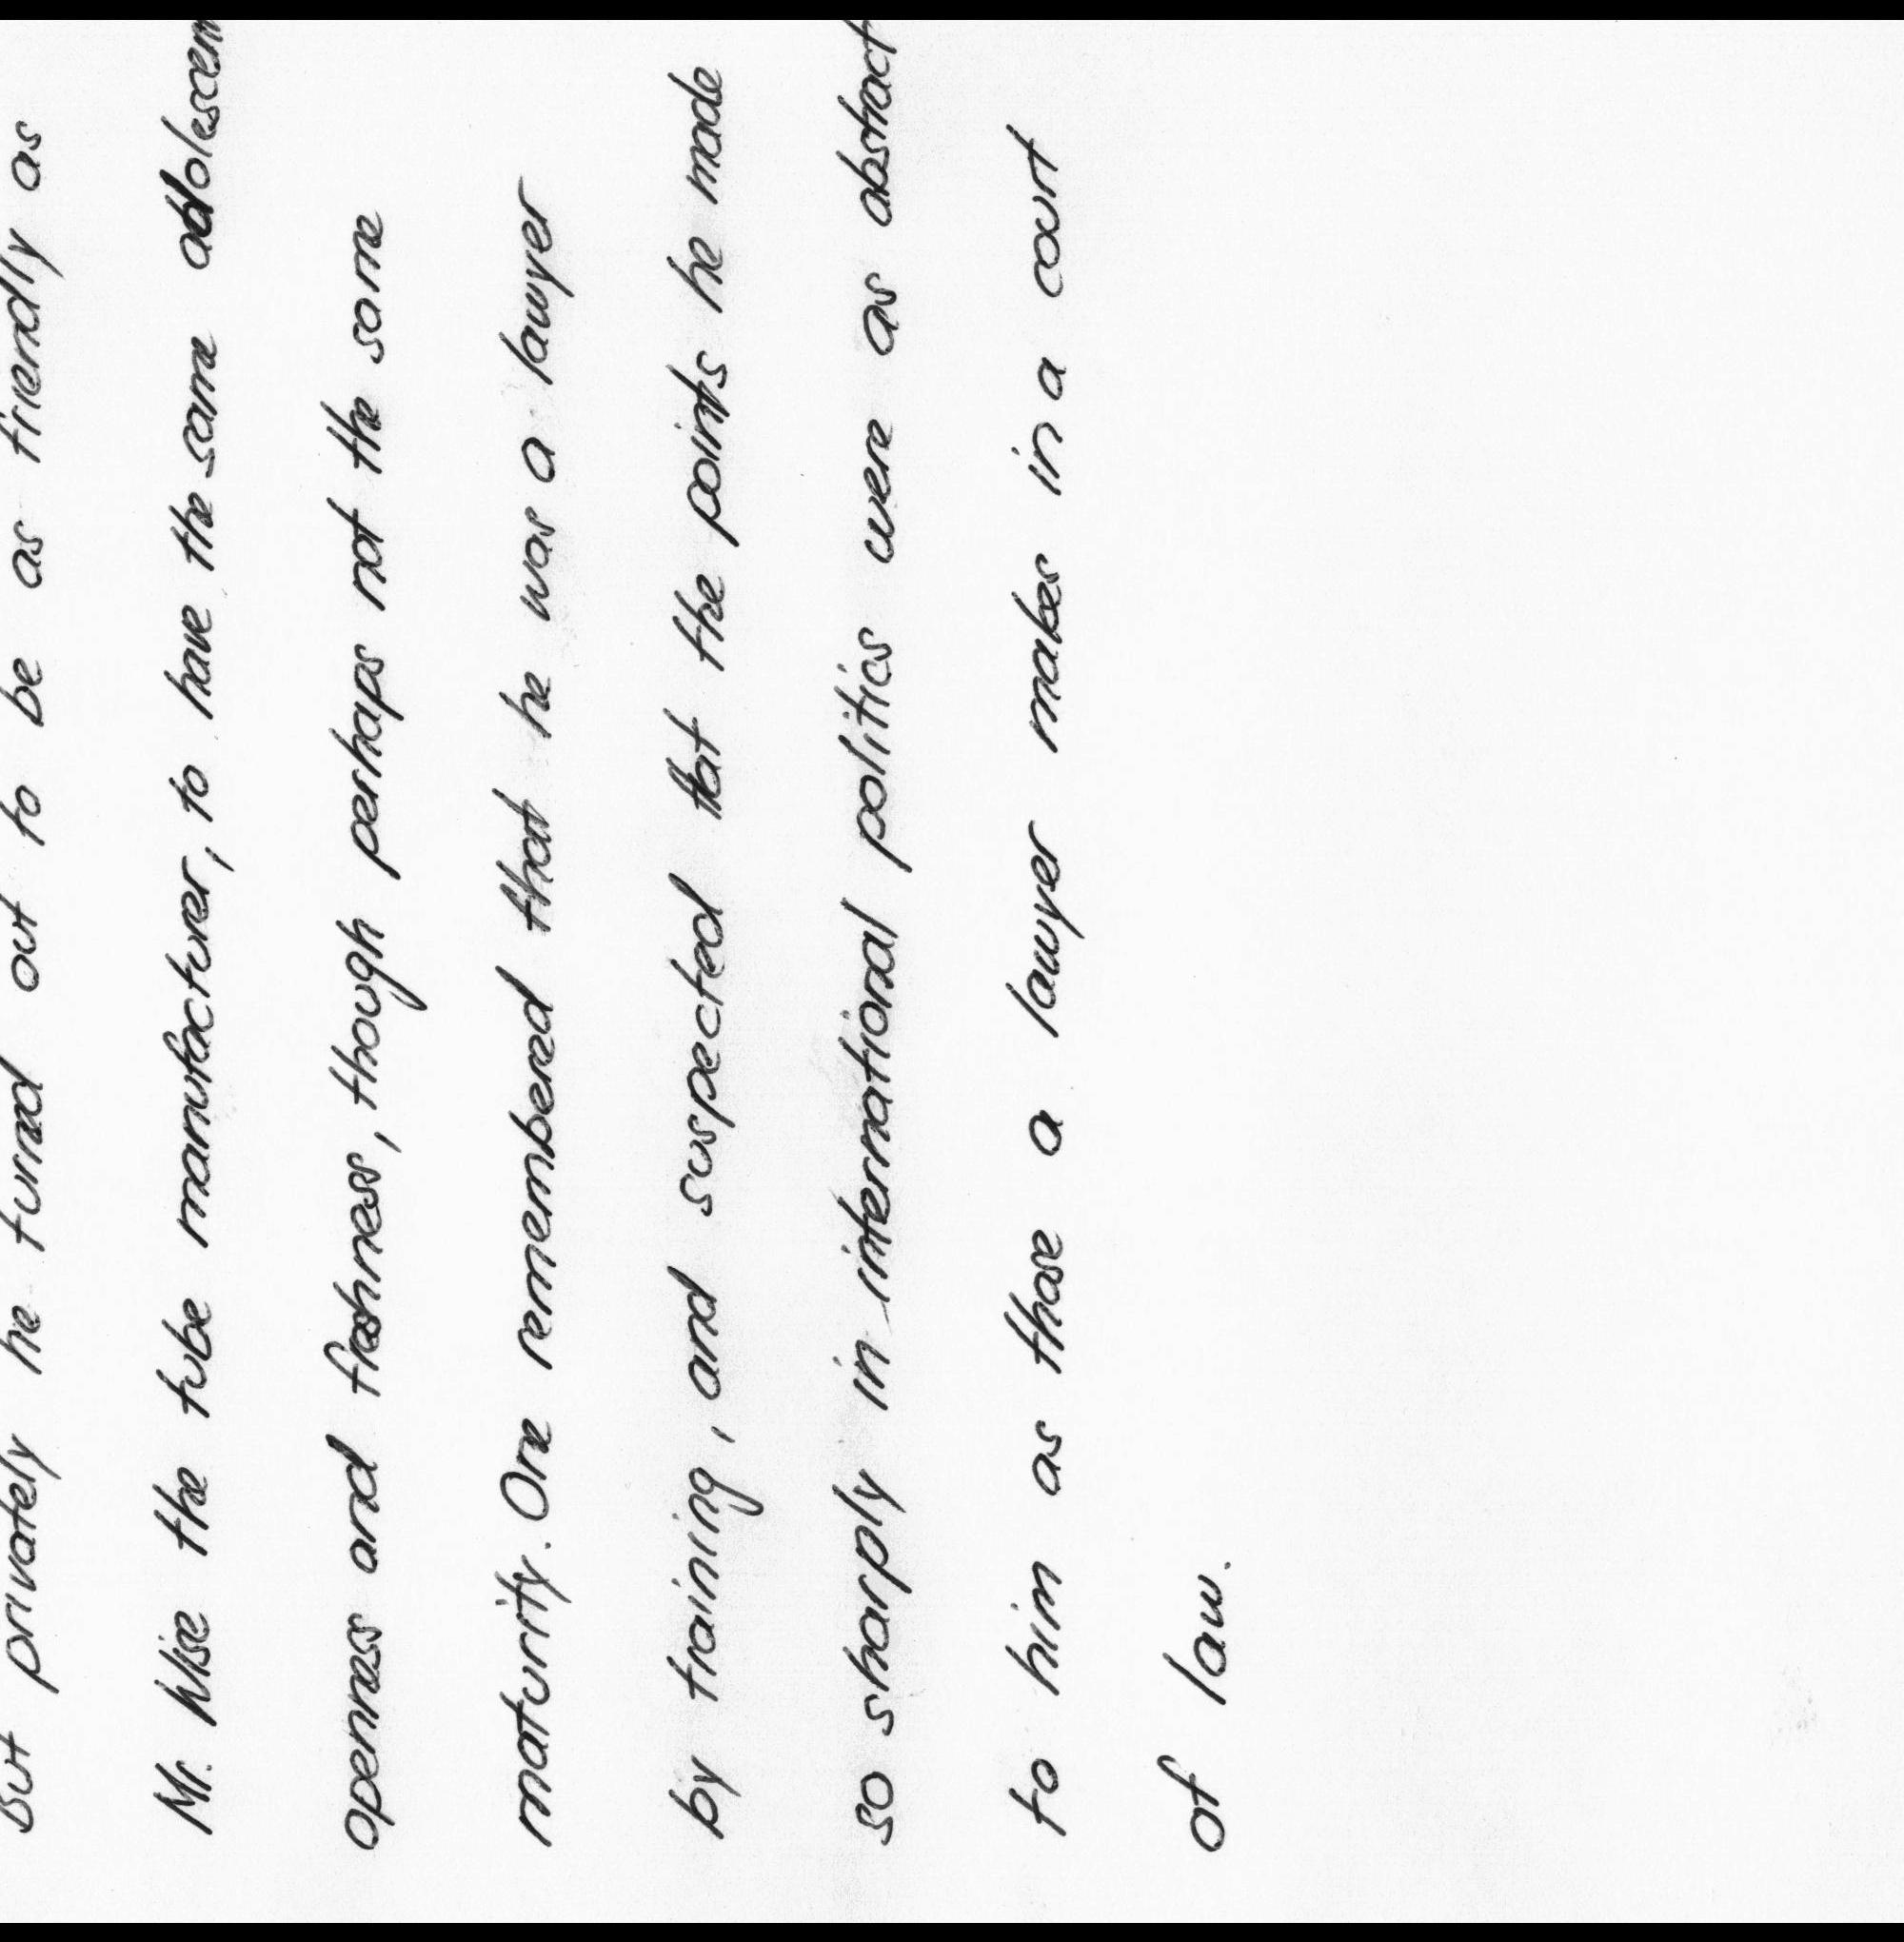 But privately he turned out to be as friendly as
Mr. Wise the tube manufacturer, to have the same adolescent
openness and freshness, though perhaps not the same
maturity. One remembered that he was a lawyer
by training, and suspected that the points he made
so sharply in international politics were as abstract
to him as those a lawyer makes in a court
of law.